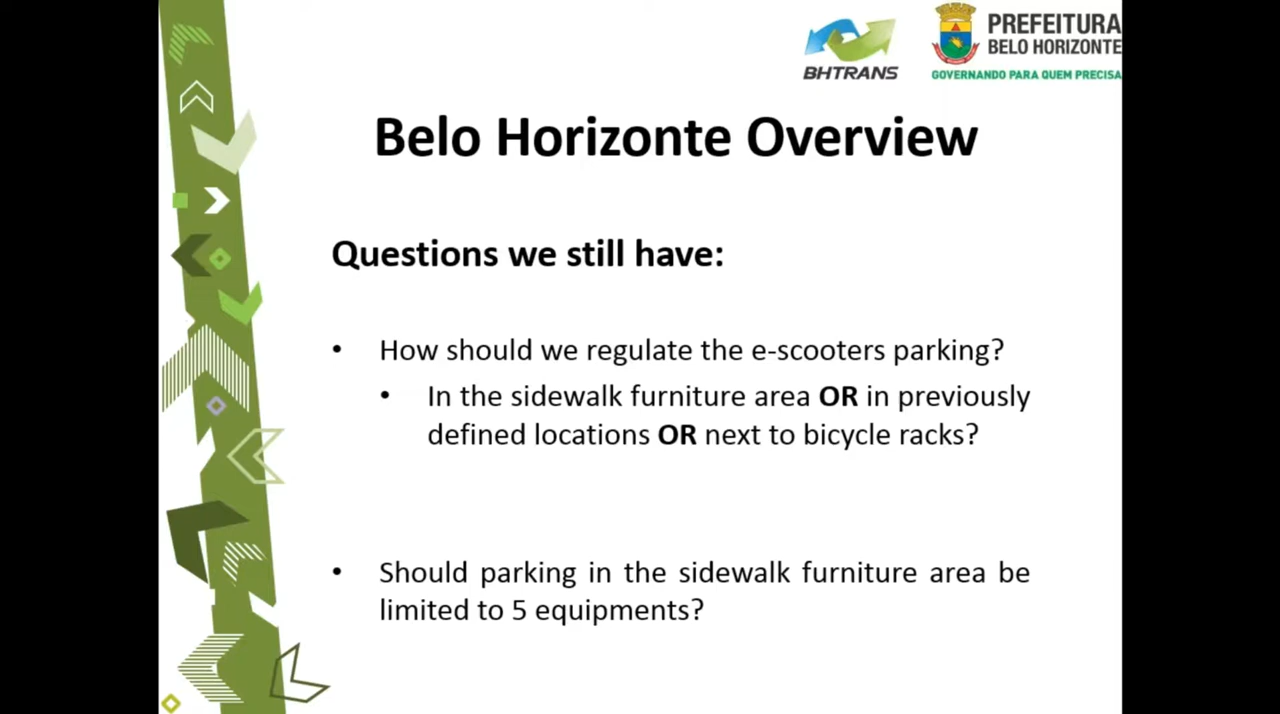 BHTRANS
PREFEITURA
BELO HORIZONTE
GOVERNANDO PARA QUEM PRECISA
Belo Horizonte Overview
Questions we still have:
• How should we regulate the e-scooters parking?
• In the sidewalk furniture area OR in previously
defined locations OR next to bicycle racks?
• Should parking in the sidewalk furniture area be
limited to 5 equipments?